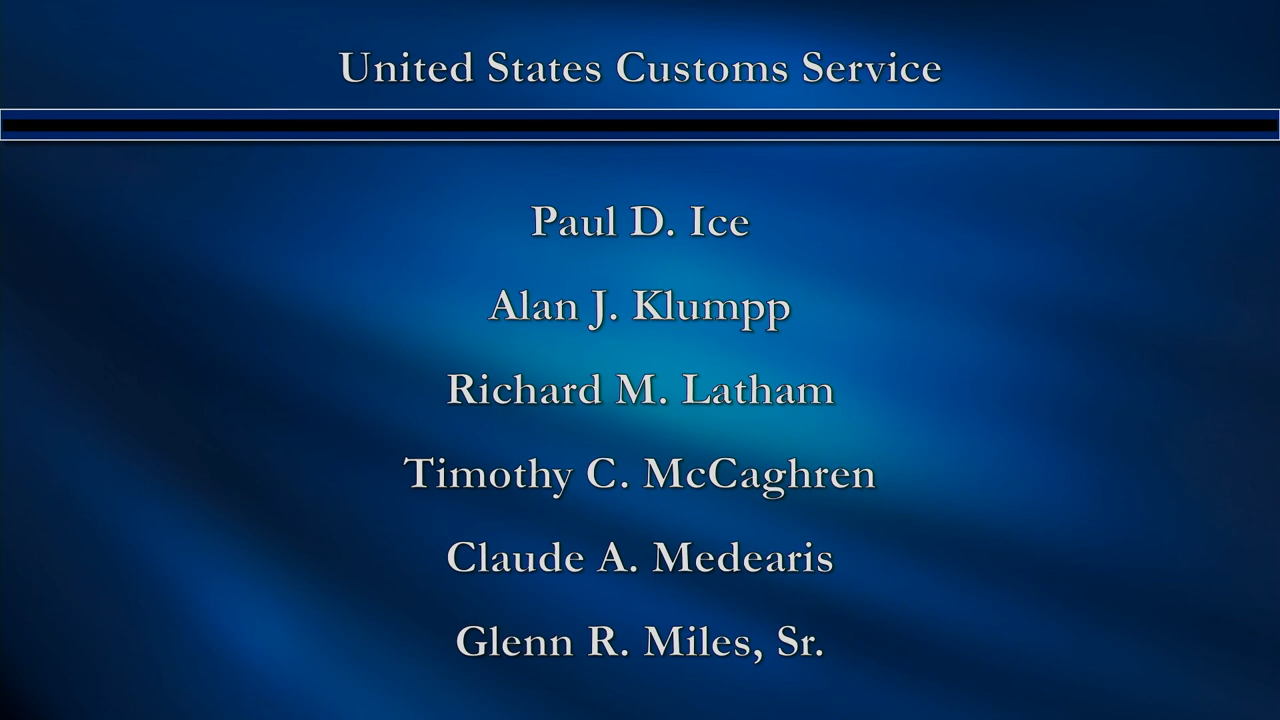 United States Customs Service
Paul D. Ice
Alan J. Klumpp
Richard M. Latham
Timothy C. McCaghren
Claude A. Medearis
Glenn R. Miles, Sr.